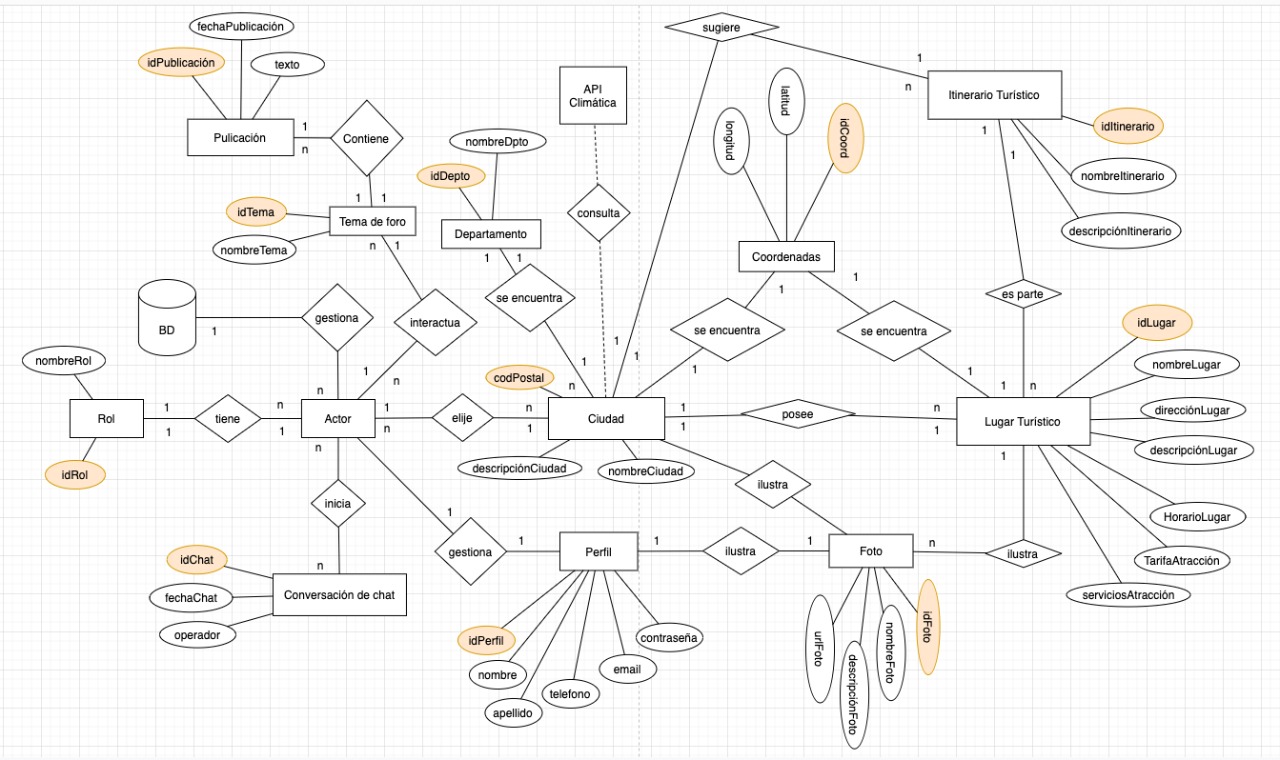 fechaPublicación
sugiere
idPublicación
texto
1
n
API
Climática
Itinerario Turístico
latitud
longitud
idCoord
idItinerario
Pulicación
1
n
Contiene
nombreDpto
1
1
idDepto
nombreItinerario
1
1
idTema
Tema de foro
consulta
nombreTema
n
1
Departamento
descripciónItinerario
1
1
Coordenadas
1
1
se encuentra
es parte
BD
1
gestiona
interactua
se encuentra
se encuentra
idLugar
nombreRol
1
n
n
1
1
1
1
1
n
codPostal
1
1
n
nombreLugar
Rol
1
1
tiene
n
1
Actor
1
n
elije
n
1
Ciudad
1
1
posee
n
1
Lugar Turístico
direcciónLugar
descripciónLugar
n
descripciónCiudad
nombreCiudad
1
idRol
ilustra
inicia
1
HorarioLugar
n
gestiona
1
Perfil
1
ilustra
1
Foto
n
ilustra
TarifaAtracción
idChat
fechaChat
Conversación de chat
serviciosAtracción
operador
idPerfil
contraseña
nombre
email
telefono
apellido
urlFoto
descripciónFoto
nombreFoto
idFoto